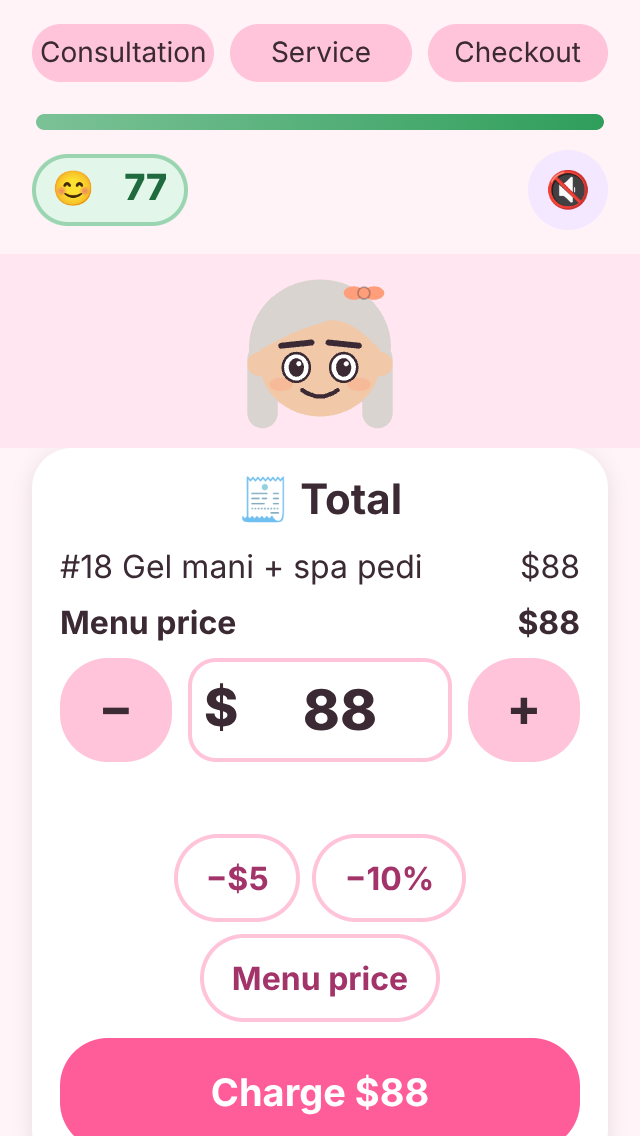 Consultation Service Checkout
77
Total
#18 Gel mani + spa pedi $88
Menu price $88
− $ 88 +
−$5 −10%
Menu price
Charge $88